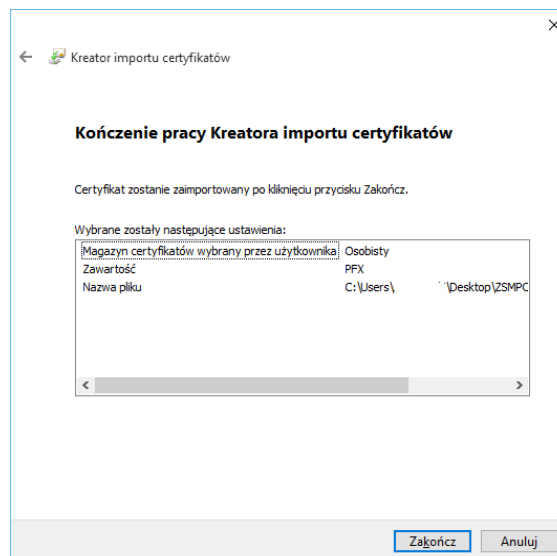 Kreator importu certyfikatów
Kończenie pracy Kreatora importu certyfikatów
Certyfikat zostanie zaimportowany po kliknięciu przycisku Zakończ.
Wybrane zostały następujące ustawienia:
Magazyn certyfikatów wybrany przez użytkownika Osobisty
Zawartość PFX
Nazwa pliku C:\Users\ \Desktop\ZSMPC
Zakończ Anuluj